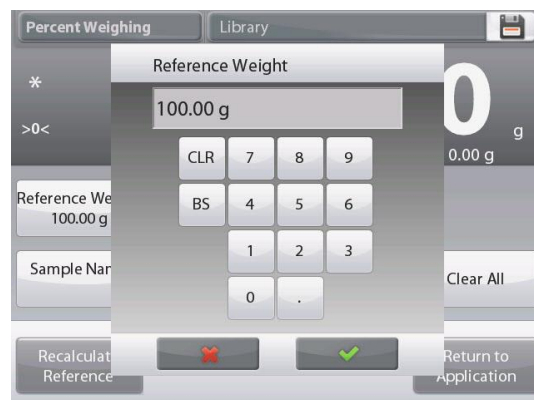 Percent Weighing
Library
Reference Weight
*
100.00 g
0
>0<
g
0.00 g
CLR 7 8 9
Reference We
100.00 g
BS 4 5 6
1 2 3
Sample Nar
Clear All
0 .
Recalculat
Reference
Return to
Application